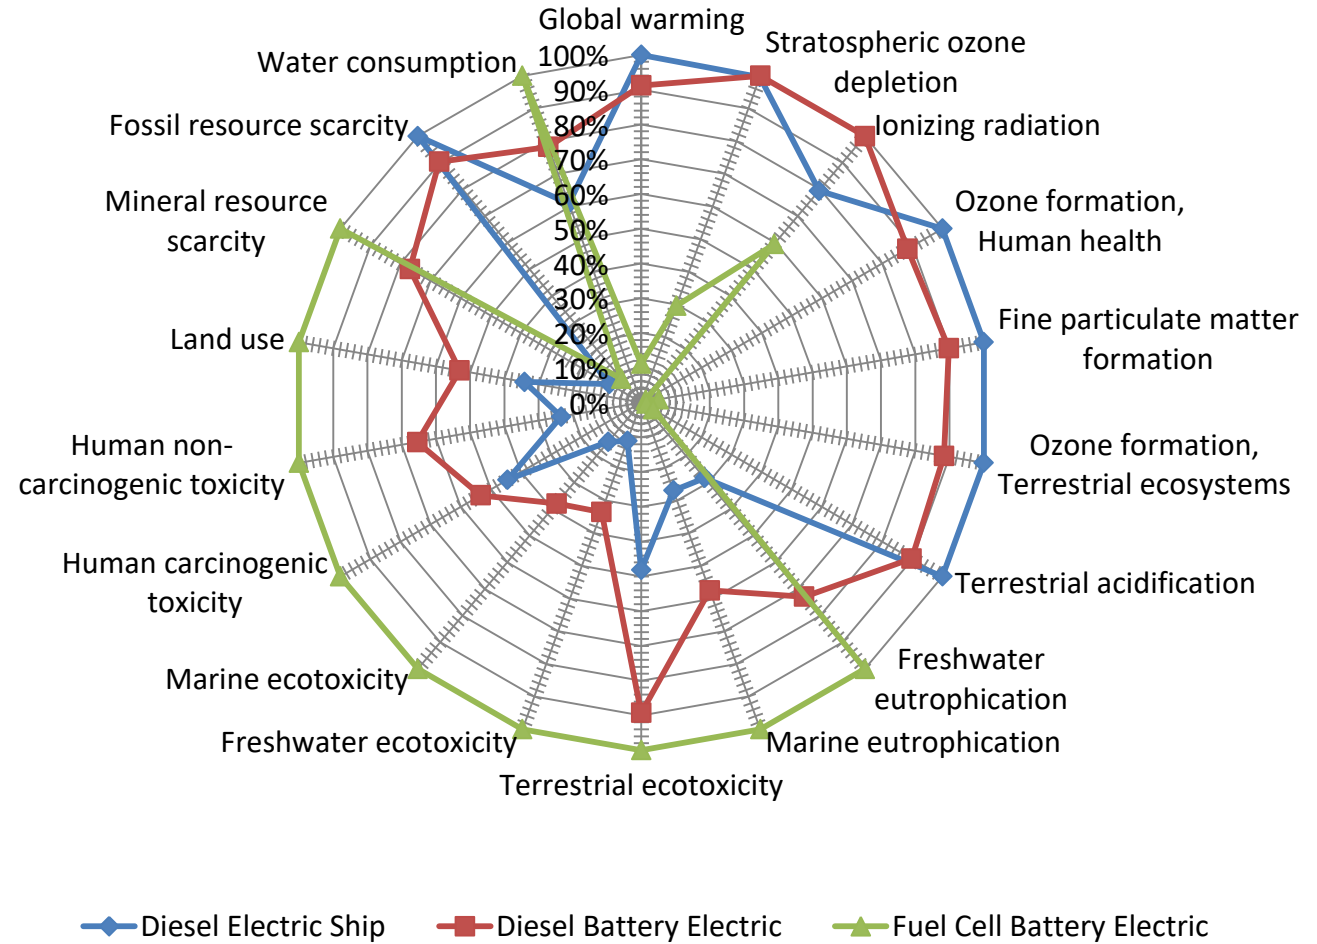 Global warming
Stratospheric ozone
depletion
Ionizing radiation
Ozone formation,
Human health
Fine particulate matter
formation
Ozone formation,
Terrestrial ecosystems
Terrestrial acidification
Freshwater
eutrophication
Marine eutrophication
Terrestrial ecotoxicity
Freshwater ecotoxicity
Marine ecotoxicity
Human carcinogenic
toxicity
Human non-
carcinogenic toxicity
Land use
Mineral resource
scarcity
Fossil resource scarcity
Water consumption
100%
90%
80%
70%
60%
50%
40%
30%
20%
10%
0%
Diesel Electric Ship
Diesel Battery Electric
Fuel Cell Battery Electric